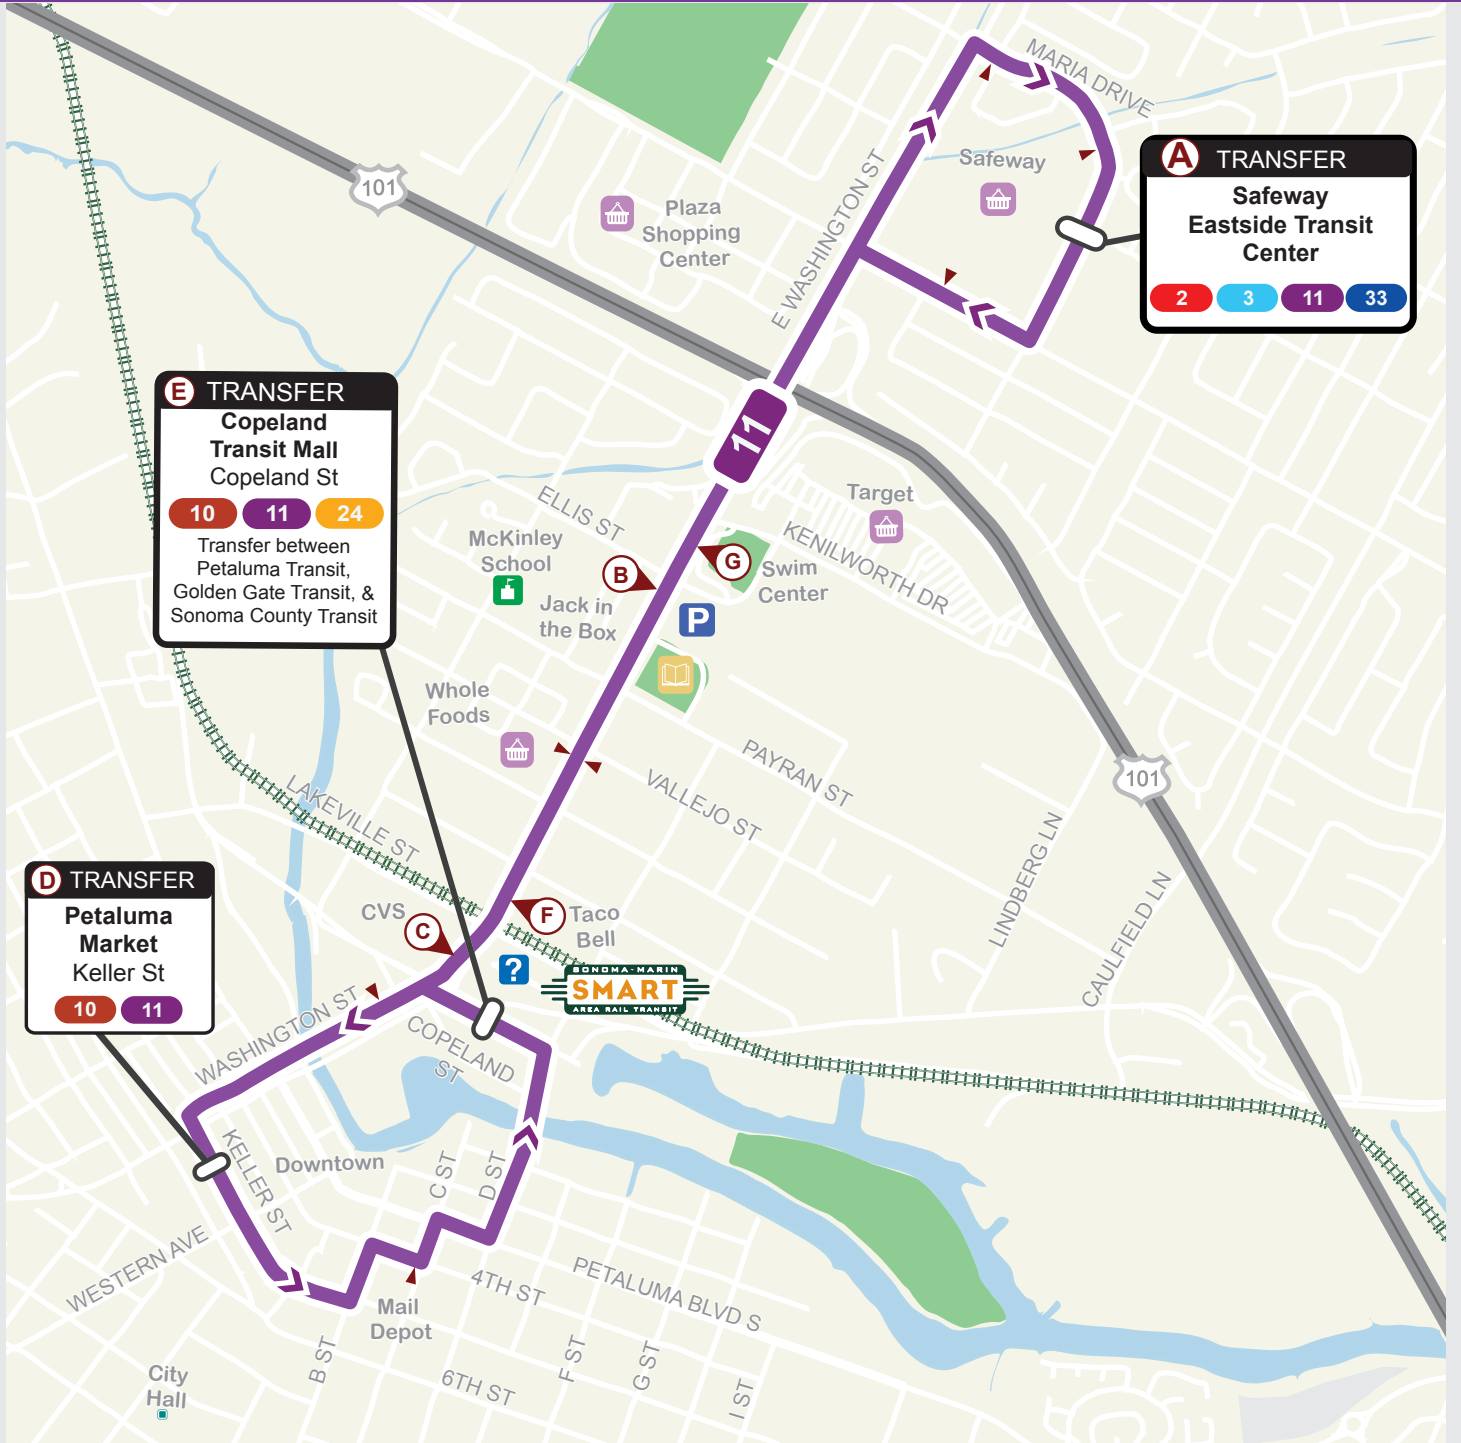 MARIA DRIVE
101
E WASHINGTON ST
Safeway
Plaza
Shopping
Center
A TRANSFER
Safeway
Eastside Transit
Center
2 3 11 33
E TRANSFER
Copeland
Transit Mall
Copeland St
10 11 24
Transfer between
Petaluma Transit,
Golden Gate Transit, &
Sonoma County Transit
11
ELLIS ST
Target
KENILWORTH DR
McKinley
School
B
G
Swim
Center
Jack in
the Box
P
Whole
Foods
PAYRAN ST
VALLEJO ST
101
LAKEVILLE ST
LINDBERG LN
CAULFIELD LN
D TRANSFER
Petaluma
Market
Keller St
10 11
CVS
C
F
Taco
Bell
?
SONOMA-MARIN
SMART
AREA RAIL TRANSIT
WASHINGTON ST
COPELAND
ST
KELLER ST
Downtown
C ST
D ST
WESTERN AVE
4TH ST
PETALUMA BLVD S
Mail
Depot
City
Hall
B ST
6TH ST
F ST
G ST
I ST